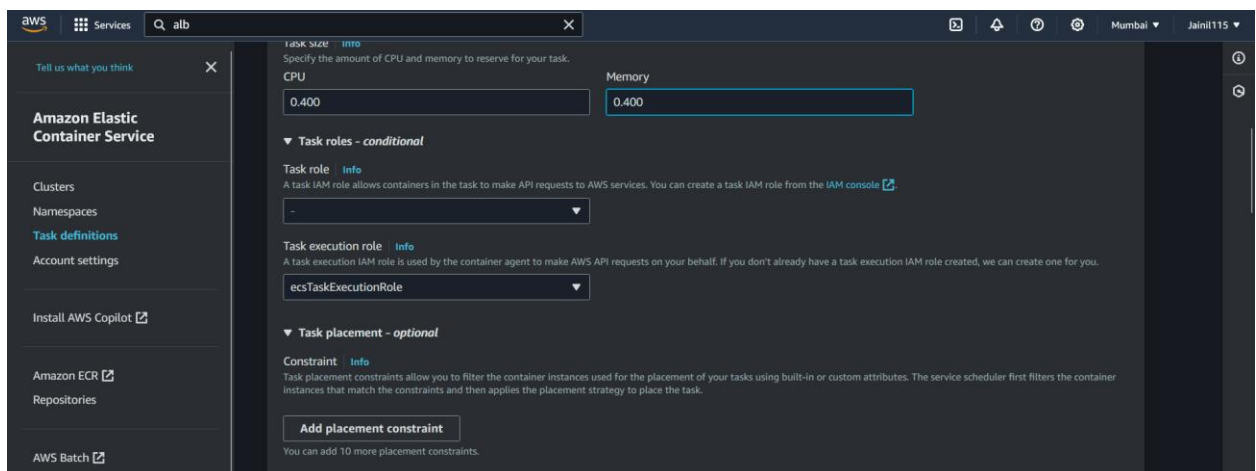 aws
Services
alb
Mumbai ▼
Jainil115 ▼
Tell us what you think
Amazon Elastic
Container Service
Clusters
Namespaces
Task definitions
Account settings
Install AWS Copilot
Amazon ECR
Repositories
AWS Batch
Task size Info
Specify the amount of CPU and memory to reserve for your task.
CPU
Memory
0.400
0.400
▼ Task roles - conditional
Task role Info
A task IAM role allows containers in the task to make API requests to AWS services. You can create a task IAM role from the IAM console.
-
Task execution role Info
A task execution IAM role is used by the container agent to make AWS API requests on your behalf. If you don't already have a task execution IAM role created, we can create one for you.
ecsTaskExecutionRole
▼ Task placement - optional
Constraint Info
Task placement constraints allow you to filter the container instances used for the placement of your tasks using built-in or custom attributes. The service scheduler first filters the container
instances that match the constraints and then applies the placement strategy to place the task.
Add placement constraint
You can add 10 more placement constraints.